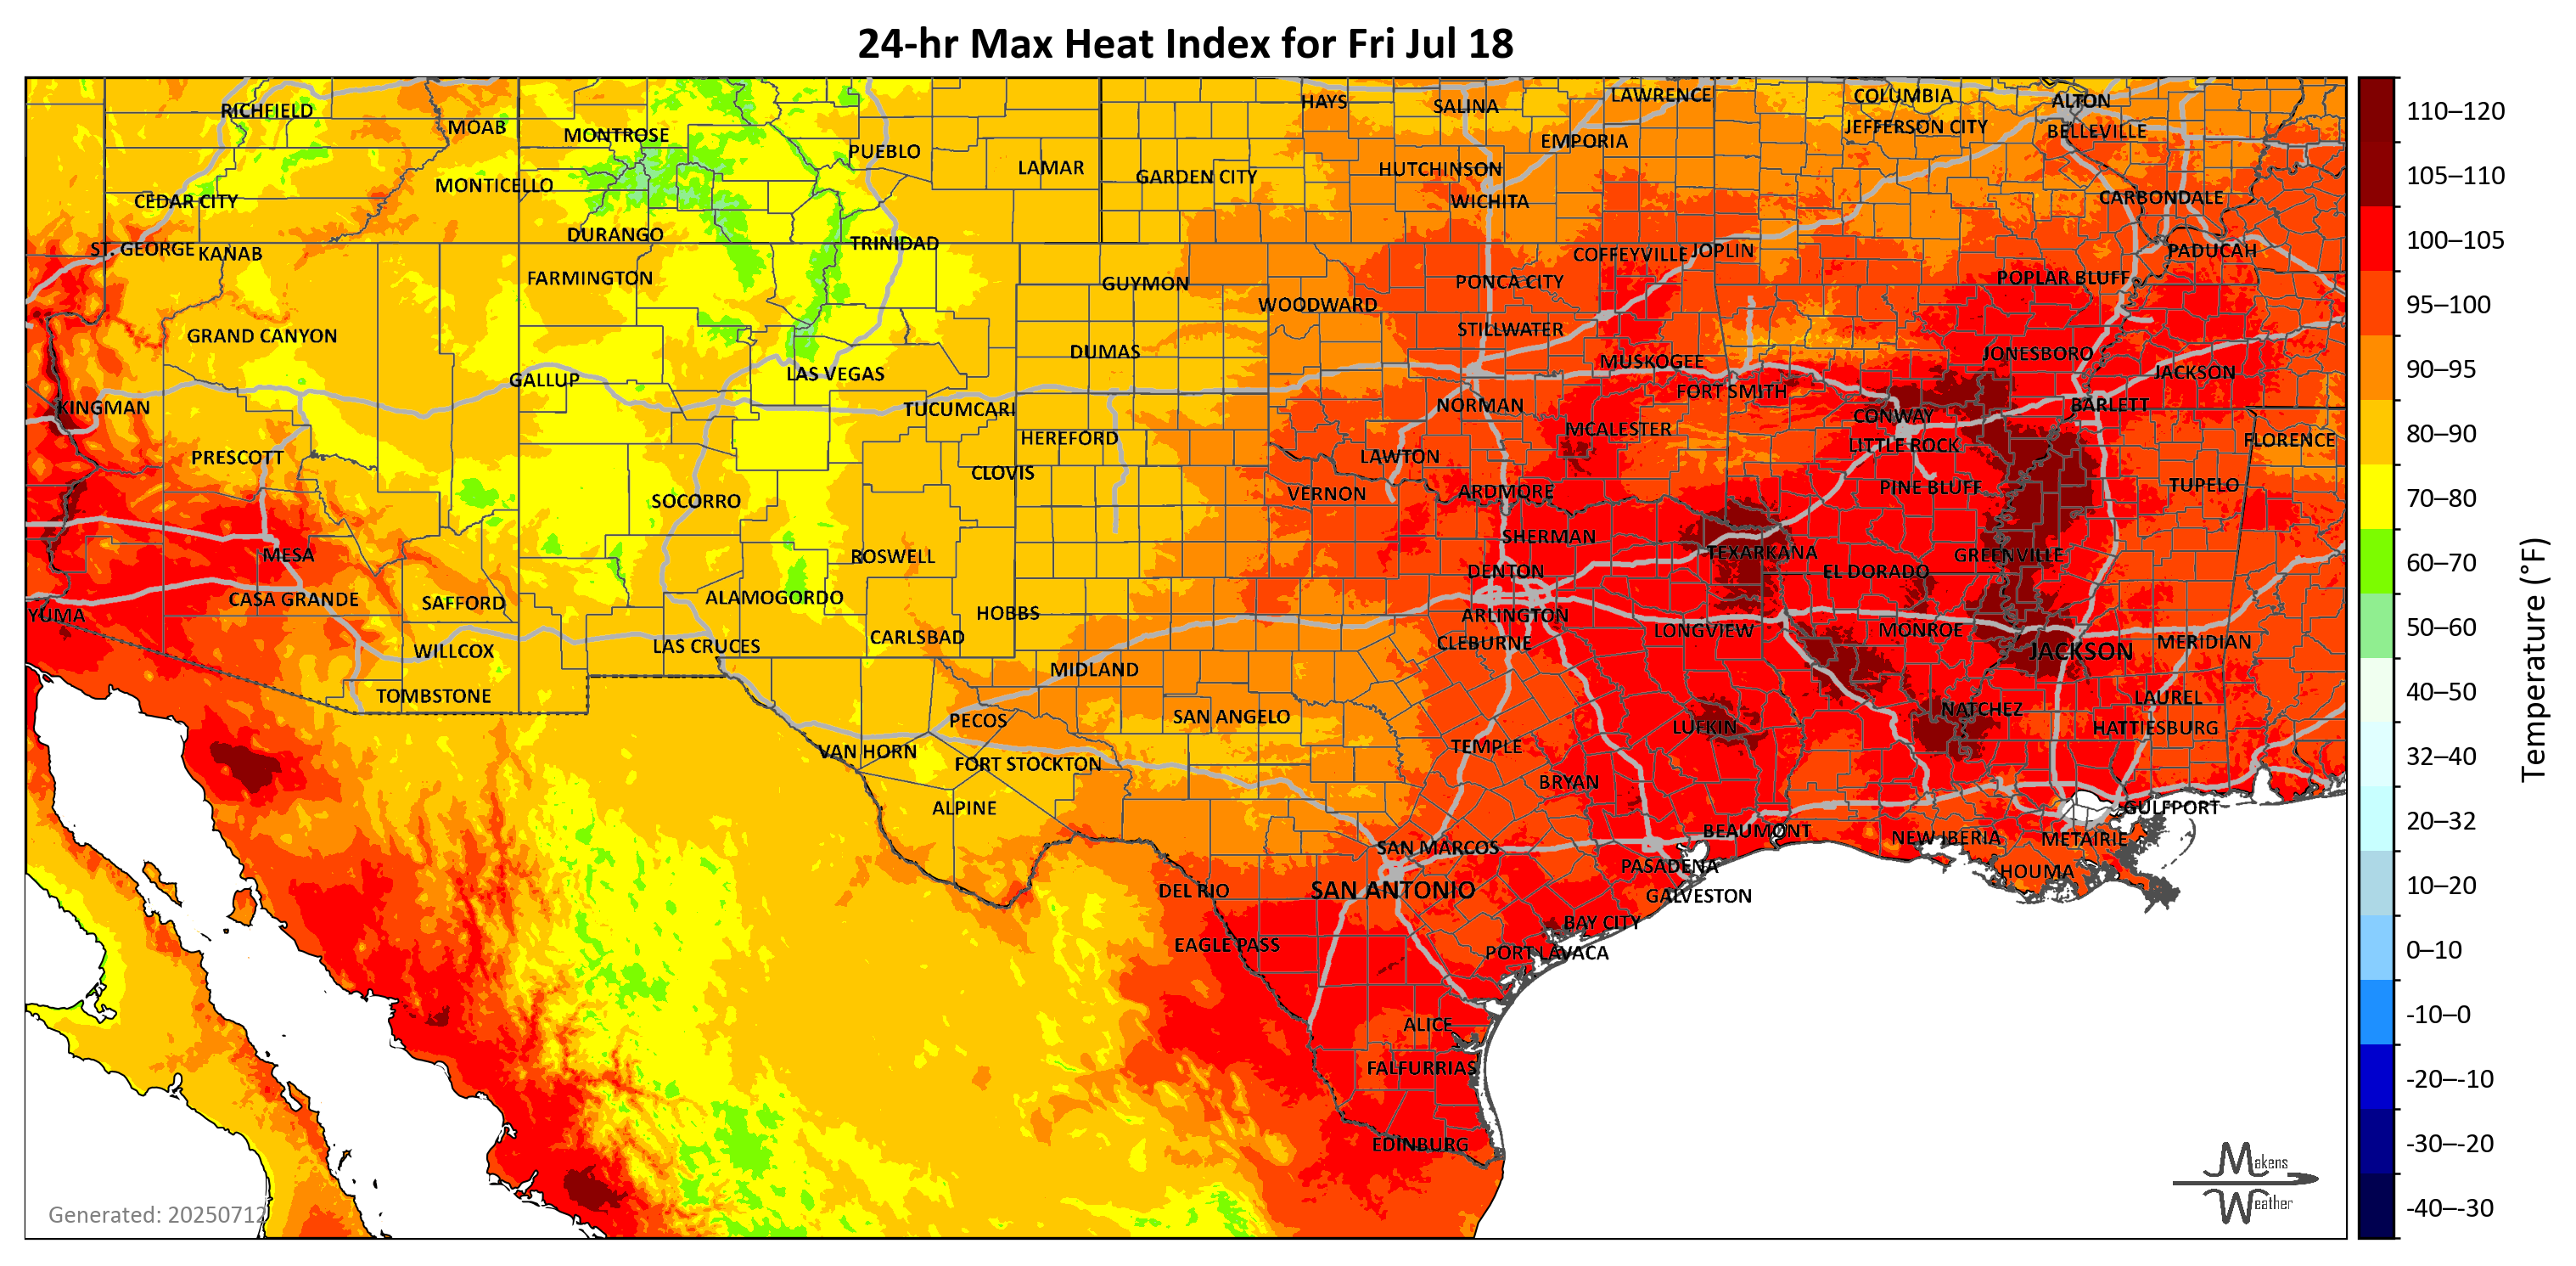 24-hr Max Heat Index for Fri Jul 18
RICHFIELD
MOAB
MONTROSE
PUEBLO
LAMAR
HAYS
SALINA
LAWRENCE
COLUMBIA
ALTON
EMPORIA
JEFFERSON CITY
BELLEVILLE
CEDAR CITY
MONTICELLO
GARDEN CITY
HUTCHINSON
WICHITA
CARBONDALE
ST. GEORGE
KANAB
DURANGO
TRINIDAD
COFFEYVILLE
JOPLIN
PADUCAH
FARMINGTON
GUYMON
WOODWARD
PONCA CITY
POPLAR BLUFF
GRAND CANYON
DUMAS
STILLWATER
JONESBORO
GALLUP
LAS VEGAS
MUSKOGEE
FORT SMITH
JACKSON
KINGMAN
TUCUMCARI
NORMAN
CONWAY
BARLETT
PRESCOTT
HEREFORD
MCALESTER
LITTLE ROCK
FLORENCE
CLOVIS
LAWTON
SOCORRO
VERNON
ARDMORE
PINE BLUFF
TUPELO
MESA
ROSWELL
SHERMAN
TEXARKANA
GREENVILLE
CASA GRANDE
SAFFORD
ALAMOGORDO
DENTON
EL DORADO
YUMA
HOBBS
ARLINGTON
WILLCOX
LAS CRUCES
CARLSBAD
CLEBURNE
LONGVIEW
MONROE
JACKSON
MERIDIAN
TOMBSTONE
MIDLAND
LAUREL
PECOS
SAN ANGELO
LUFKIN
NATCHEZ
HATTIESBURG
VAN HORN
FORT STOCKTON
TEMPLE
BRYAN
ALPINE
GULFPORT
SAN MARCOS
BEAUMONT
NEW IBERIA
METAIRIE
DEL RIO
SAN ANTONIO
PASADENA
GALVESTON
HOUMA
EAGLE PASS
BAY CITY
PORT LAVACA
ALICE
FALFURRIAS
EDINBURG
Generated: 20250712
Makens
Weather
110–120
105–110
100–105
95–100
90–95
80–90
70–80
60–70
50–60
40–50
32–40
20–32
10–20
0–10
-10–0
-20–-10
-30–-20
-40–-30
Temperature (°F)